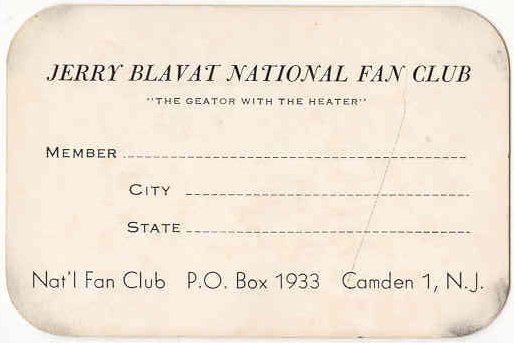 JERRY BLAVAT NATIONAL FAN CLUB
"THE GEATOR WITH THE HEATER"
MEMBER
CITY
STATE
Nat'l Fan Club P.O. Box 1933 Camden 1, N.J.